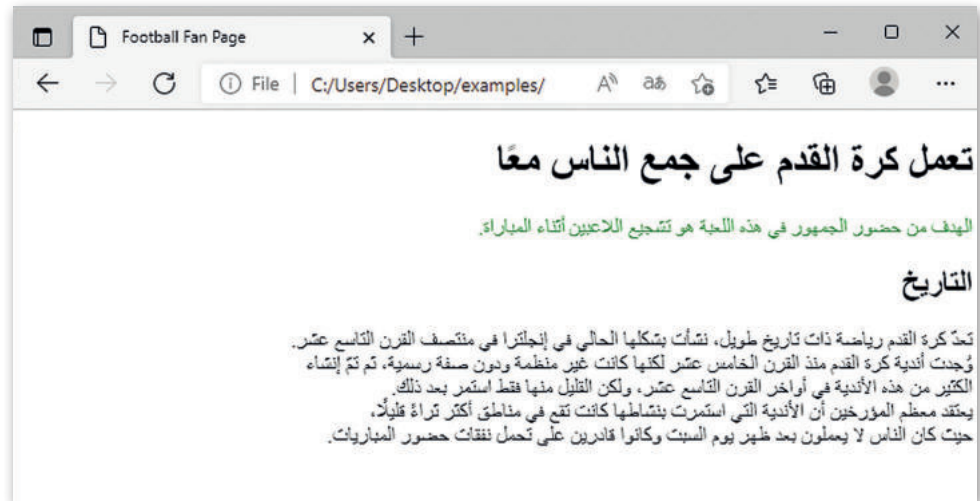 Football Fan Page
File | C:/Users/Desktop/examples/
تعمل كرة القدم على جمع الناس معًا
الهدف من حضور الجمهور في هذه اللعبة هو تشجيع اللاعبين أثناء المباراة.
التاريخ
تعدّ كرة القدم رياضة ذات تاريخ طويل، نشأت بشكلها الحالي في إنجلترا في منتصف القرن التاسع عشر.
وُجدت أندية كرة القدم منذ القرن الخامس عشر لكنها كانت غير منظمة ودون صفة رسمية، ثم تمّ إنشاء
الكثير من هذه الأندية في أواخر القرن التاسع عشر، ولكن القليل منها فقط استمر بعد ذلك.
يعتقد معظم المؤرخين أن الأندية التي استمرت بنشاطها كانت تقع في مناطق أكثر ثراءً قليلًا،
حيث كان الناس لا يعملون بعد ظهر يوم السبت وكانوا قادرين على تحمل نفقات حضور المباريات.